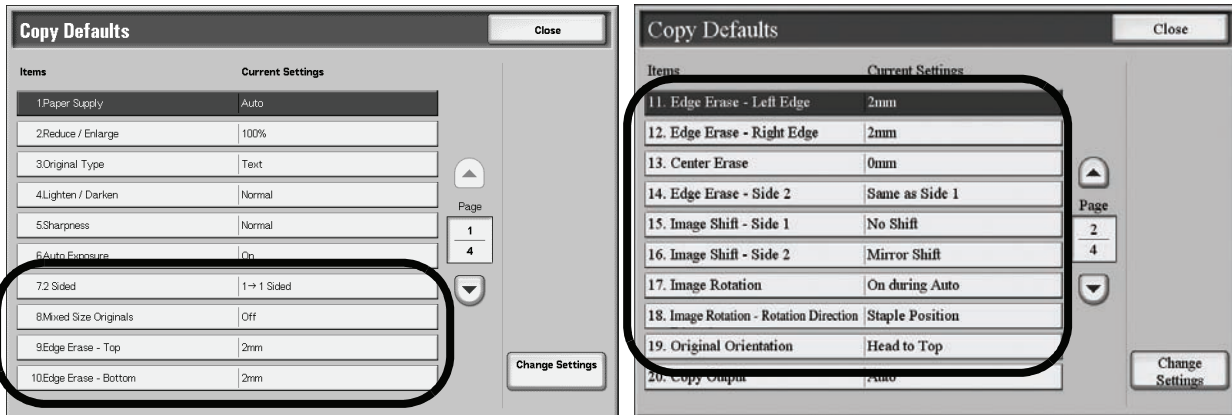 Copy Defaults
Close
Items Current Settings
1.Paper Supply Auto
2.Reduce / Enlarge 100%
3.Original Type Text
4.Lighten / Darken Normal
5.Sharpness Normal
6.Auto Exposure On
7.2 Sided 1→1 Sided
8.Mixed Size Originals Off
9.Edge Erase - Top 2mm
10.Edge Erase - Bottom 2mm
Page
1
4
Change Settings
Copy Defaults
Close
Items Current Settings
11. Edge Erase - Left Edge 2mm
12. Edge Erase - Right Edge 2mm
13. Center Erase 0mm
14. Edge Erase - Side 2 Same as Side 1
15. Image Shift - Side 1 No Shift
16. Image Shift - Side 2 Mirror Shift
17. Image Rotation On during Auto
18. Image Rotation - Rotation Direction Staple Position
19. Original Orientation Head to Top
20. Copy Output Auto
Page
2
4
Change
Settings